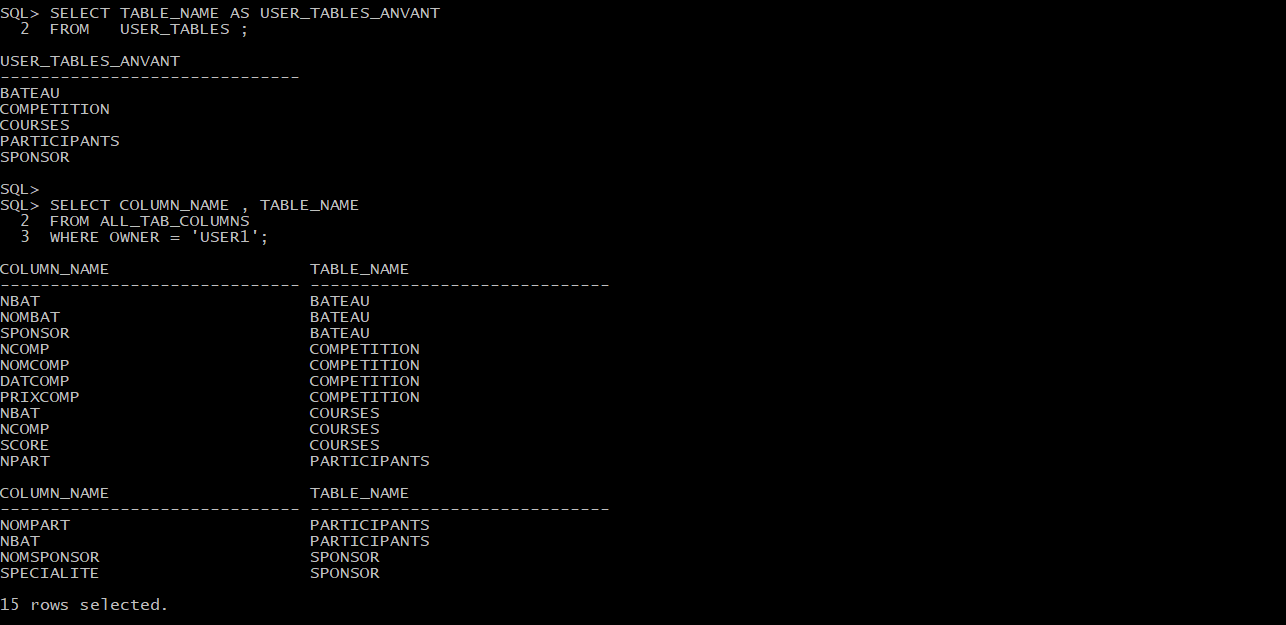 SQL> SELECT TABLE_NAME AS USER_TABLES_ANVANT
  2  FROM   USER_TABLES ;
USER_TABLES_ANVANT
------------------------------
BATEAU
COMPETITION
COURSES
PARTICIPANTS
SPONSOR
SQL>
SQL> SELECT COLUMN_NAME , TABLE_NAME
  2  FROM ALL_TAB_COLUMNS
  3  WHERE OWNER = 'USER1';
COLUMN_NAME                    TABLE_NAME
------------------------------ ------------------------------
NBAT                           BATEAU
NOMBAT                         BATEAU
SPONSOR                        BATEAU
NCOMP                          COMPETITION
NOMCOMP                        COMPETITION
DATCOMP                        COMPETITION
PRIXCOMP                       COMPETITION
NBAT                           COURSES
NCOMP                          COURSES
SCORE                          COURSES
NPART                          PARTICIPANTS
COLUMN_NAME                    TABLE_NAME
------------------------------ ------------------------------
NOMPART                        PARTICIPANTS
NBAT                           PARTICIPANTS
NOMSPONSOR                     SPONSOR
SPECIALITE                     SPONSOR
15 rows selected.